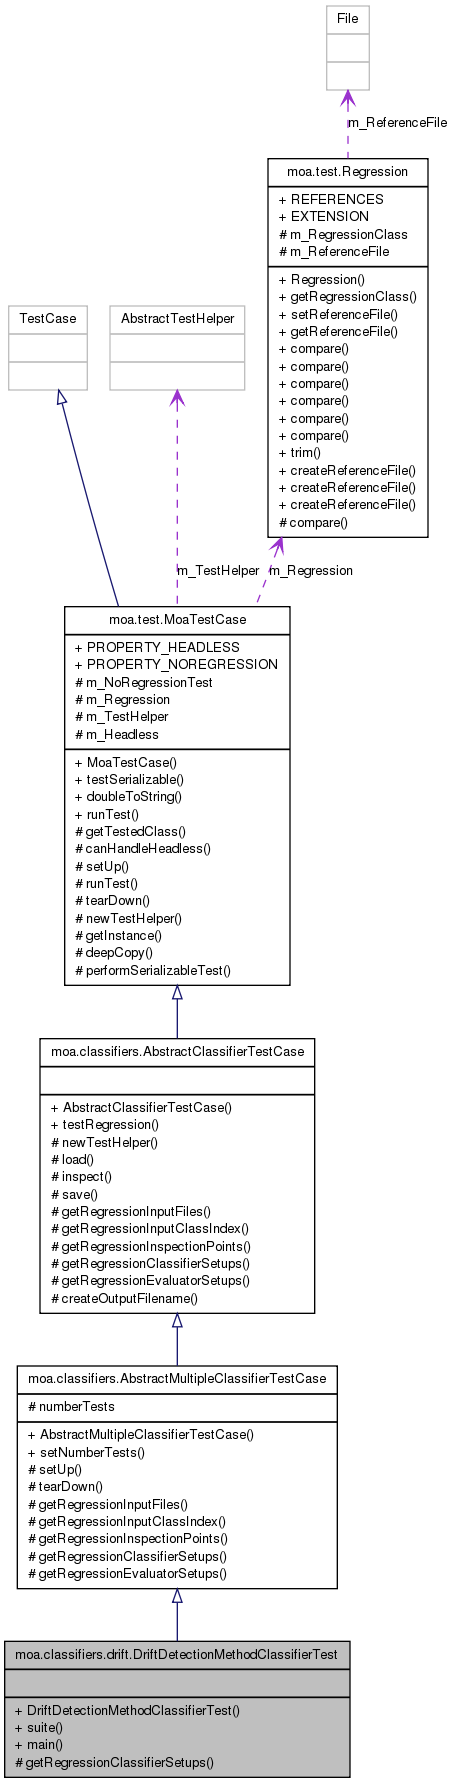 File
m_ReferenceFile
moa.test.Regression
+ REFERENCES
+ EXTENSION
# m_RegressionClass
# m_ReferenceFile
+ Regression()
+ getRegressionClass()
+ setReferenceFile()
+ getReferenceFile()
+ compare()
+ compare()
+ compare()
+ compare()
+ compare()
+ compare()
+ trim()
+ createReferenceFile()
+ createReferenceFile()
+ createReferenceFile()
# compare()
TestCase
AbstractTestHelper
m_TestHelper
m_Regression
moa.test.MoaTestCase
+ PROPERTY_HEADLESS
+ PROPERTY_NOREGRESSION
# m_NoRegressionTest
# m_Regression
# m_TestHelper
# m_Headless
+ MoaTestCase()
+ testSerializable()
+ doubleToString()
+ runTest()
# getTestedClass()
# canHandleHeadless()
# setUp()
# runTest()
# tearDown()
# newTestHelper()
# getInstance()
# deepCopy()
# performSerializableTest()
moa.classifiers.AbstractClassifierTestCase
+ AbstractClassifierTestCase()
+ testRegression()
# newTestHelper()
# load()
# inspect()
# save()
# getRegressionInputFiles()
# getRegressionInputClassIndex()
# getRegressionInspectionPoints()
# getRegressionClassifierSetups()
# getRegressionEvaluatorSetups()
# createOutputFilename()
moa.classifiers.AbstractMultipleClassifierTestCase
# numberTests
+ AbstractMultipleClassifierTestCase()
+ setNumberTests()
# setUp()
# tearDown()
# getRegressionInputFiles()
# getRegressionInputClassIndex()
# getRegressionInspectionPoints()
# getRegressionClassifierSetups()
# getRegressionEvaluatorSetups()
moa.classifiers.drift.DriftDetectionMethodClassifierTest
+ DriftDetectionMethodClassifierTest()
+ suite()
+ main()
# getRegressionClassifierSetups()